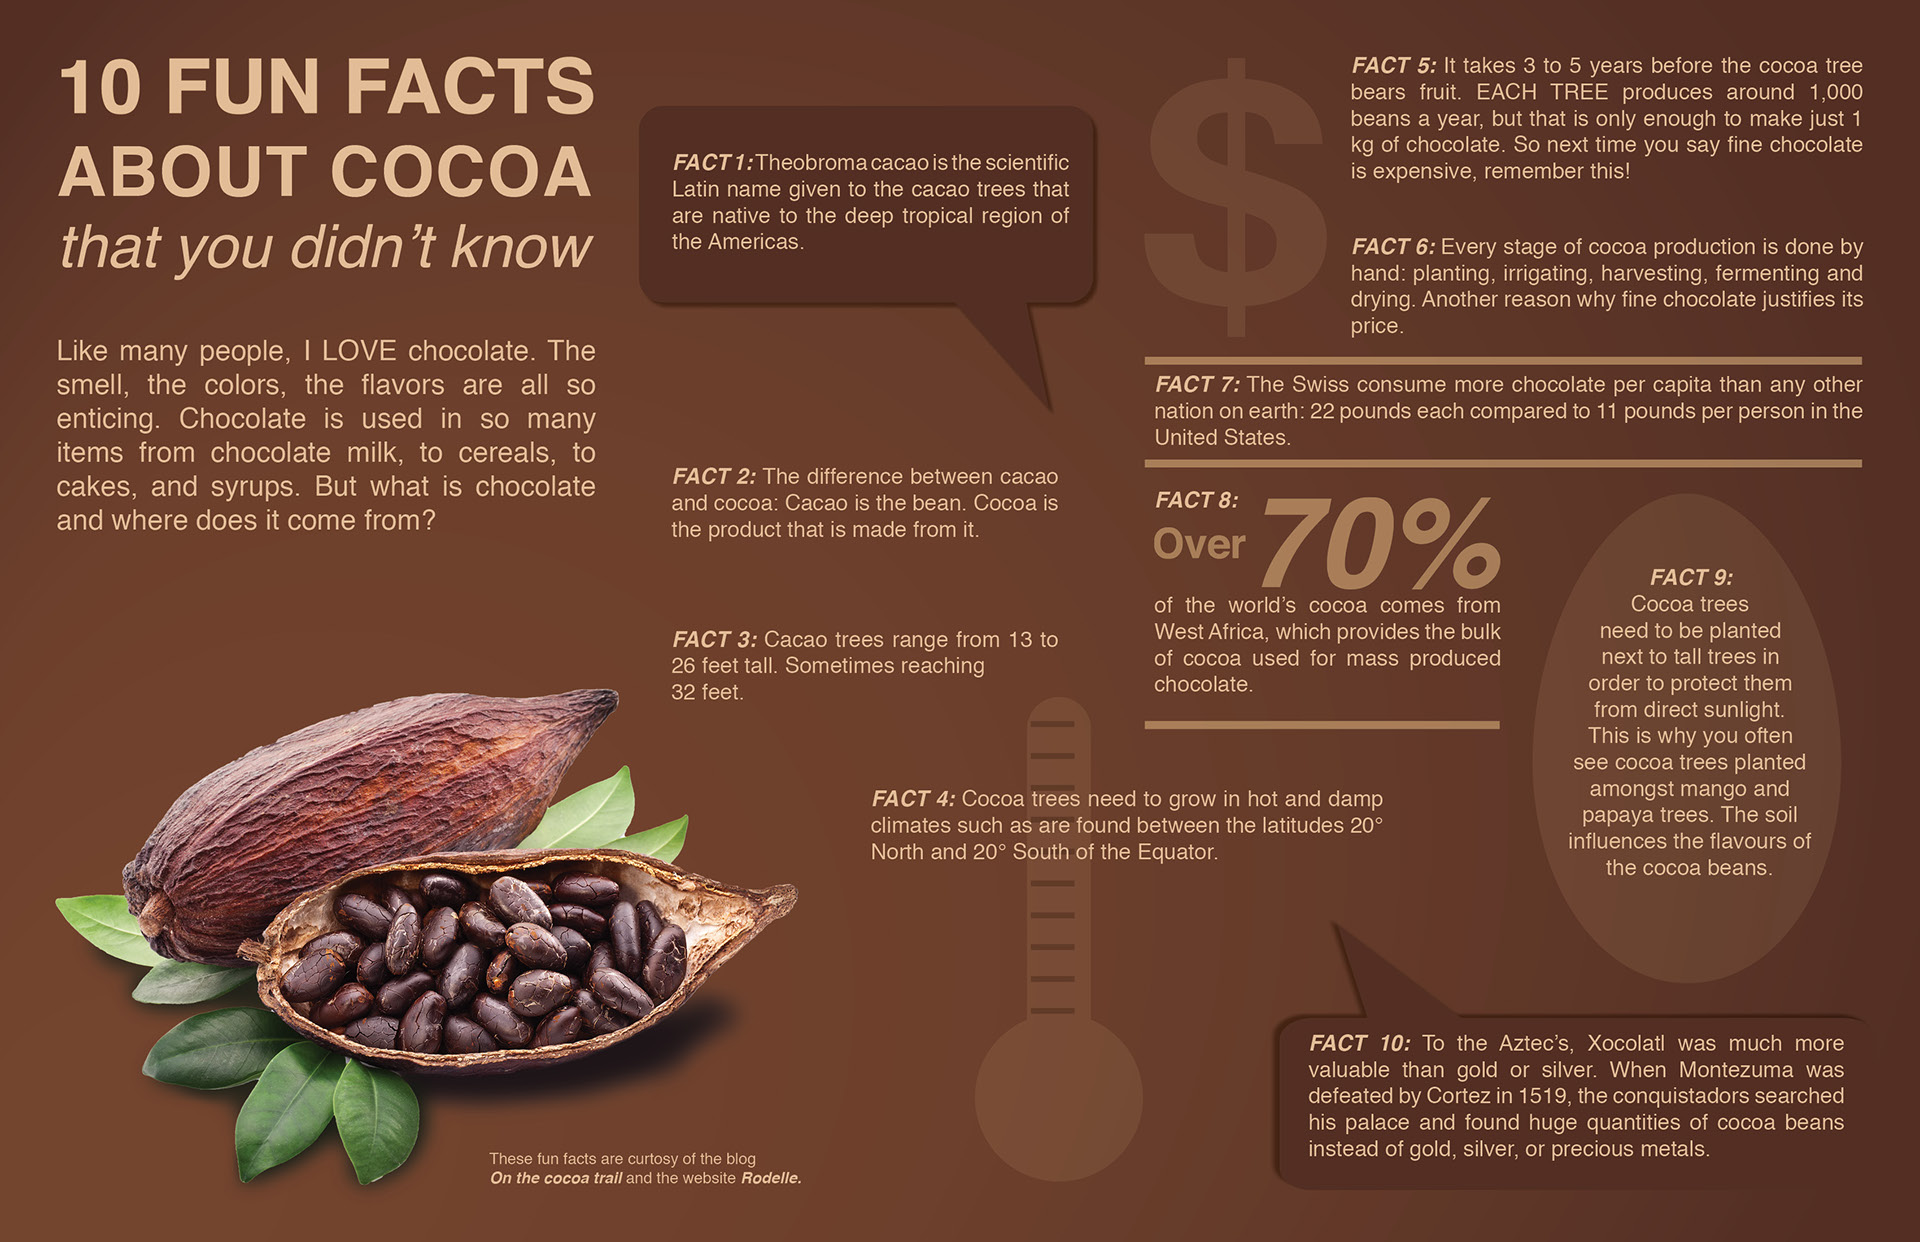 10 FUN FACTS
ABOUT COCOA
that you didn't know
Like many people, I LOVE chocolate. The
smell, the colors, the flavors are all so
enticing. Chocolate is used in so many
items from chocolate milk, to cereals, to
cakes, and syrups. But what is chocolate
and where does it come from?
FACT 1: Theobroma cacao is the scientific
Latin name given to the cacao trees that
are native to the deep tropical region of
the Americas.
FACT 2: The difference between cacao
and cocoa: Cacao is the bean. Cocoa is
the product that is made from it.
FACT 3: Cacao trees range from 13 to
26 feet tall. Sometimes reaching
32 feet.
FACT 4: Cocoa trees need to grow in hot and damp
climates such as are found between the latitudes 20°
North and 20° South of the Equator.
$
FACT 5: It takes 3 to 5 years before the cocoa tree
bears fruit. EACH TREE produces around 1,000
beans a year, but that is only enough to make just 1
kg of chocolate. So next time you say fine chocolate
is expensive, remember this!
FACT 6: Every stage of cocoa production is done by
hand: planting, irrigating, harvesting, fermenting and
drying. Another reason why fine chocolate justifies its
price.
FACT 7: The Swiss consume more chocolate per capita than any other
nation on earth: 22 pounds each compared to 11 pounds per person in the
United States.
FACT 8:
Over 70%
of the world's cocoa comes from
West Africa, which provides the bulk
of cocoa used for mass produced
chocolate.
FACT 9:
Cocoa trees
need to be planted
next to tall trees in
order to protect them
from direct sunlight.
This is why you often
see cocoa trees planted
amongst mango and
papaya trees. The soil
influences the flavours of
the cocoa beans.
FACT 10: To the Aztec's, Xocolatl was much more
valuable than gold or silver. When Montezuma was
defeated by Cortez in 1519, the conquistadors searched
his palace and found huge quantities of cocoa beans
instead of gold, silver, or precious metals.
These fun facts are curtosy of the blog
On the cocoa trail and the website Rodelle.